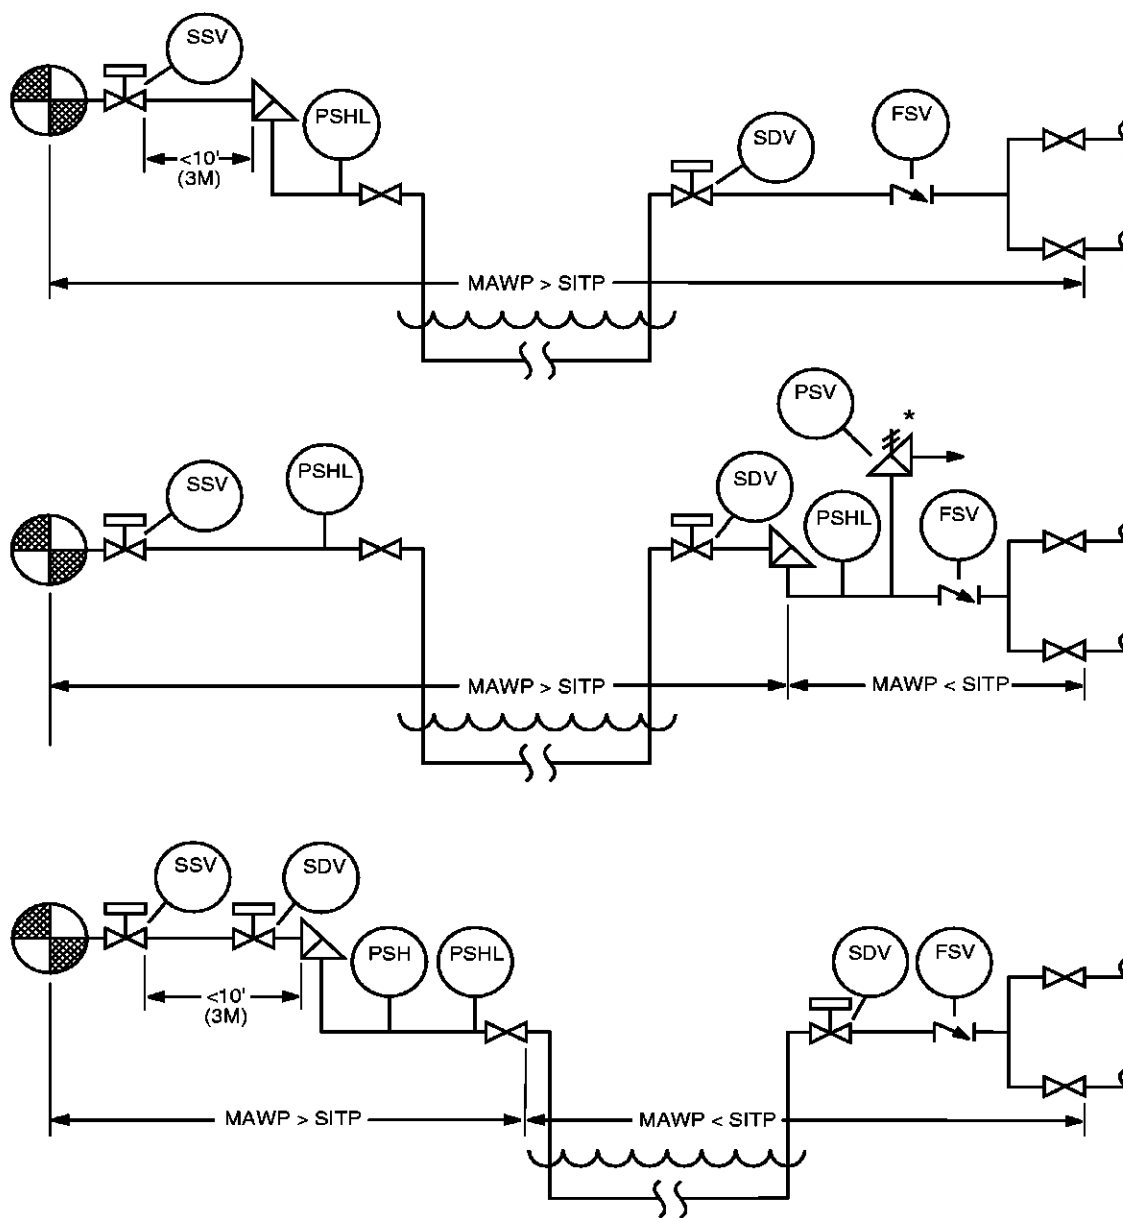 SSV
PSHL
<10'
(3M)
SDV
FSV
MAWP > SITP
PSV
*
SSV
PSHL
SDV
PSHL
FSV
MAWP > SITP
MAWP < SITP
SSV
SDV
PSH
PSHL
<10'
(3M)
SDV
FSV
MAWP > SITP
MAWP < SITP